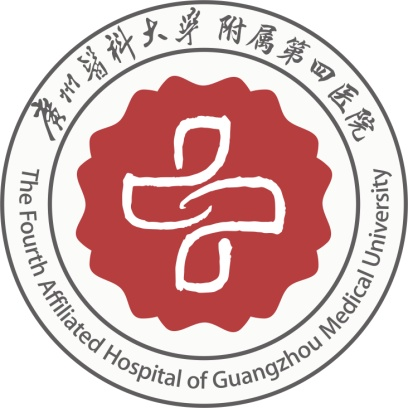 广州醫科大学 附属第四医院
The Fourth Affiliated Hospital of Guangzhou Medical University